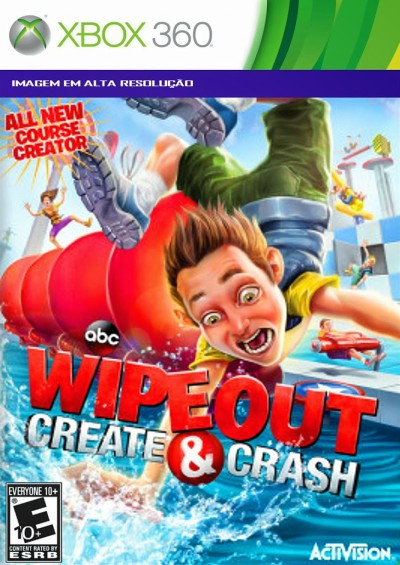 XBOX 360
IMAGEM EM ALTA RESOLUÇÃO
ALL NEW
COURSE
CREATOR
abc
WIPEOUT
CREATE & CRASH
EVERYONE 10+
E
10+
CONTENT RATED BY
ESRB
ACTIVISION